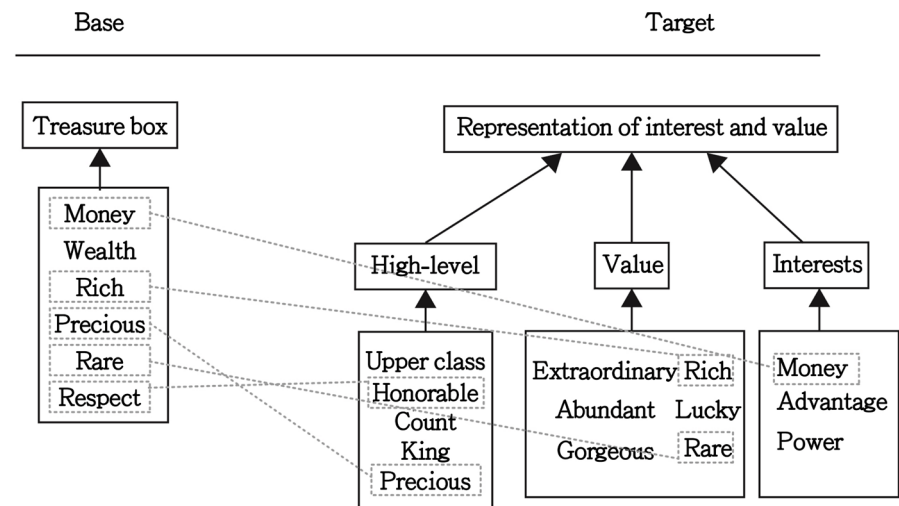 Base
Target
Treasure box
Representation of interest and value
Money
Wealth
Rich
Precious
Rare
Respect
High-level
Value
Interests
Upper class
Honorable
Count
King
Precious
Extraordinary Rich
Abundant Lucky
Gorgeous Rare
Money
Advantage
Power